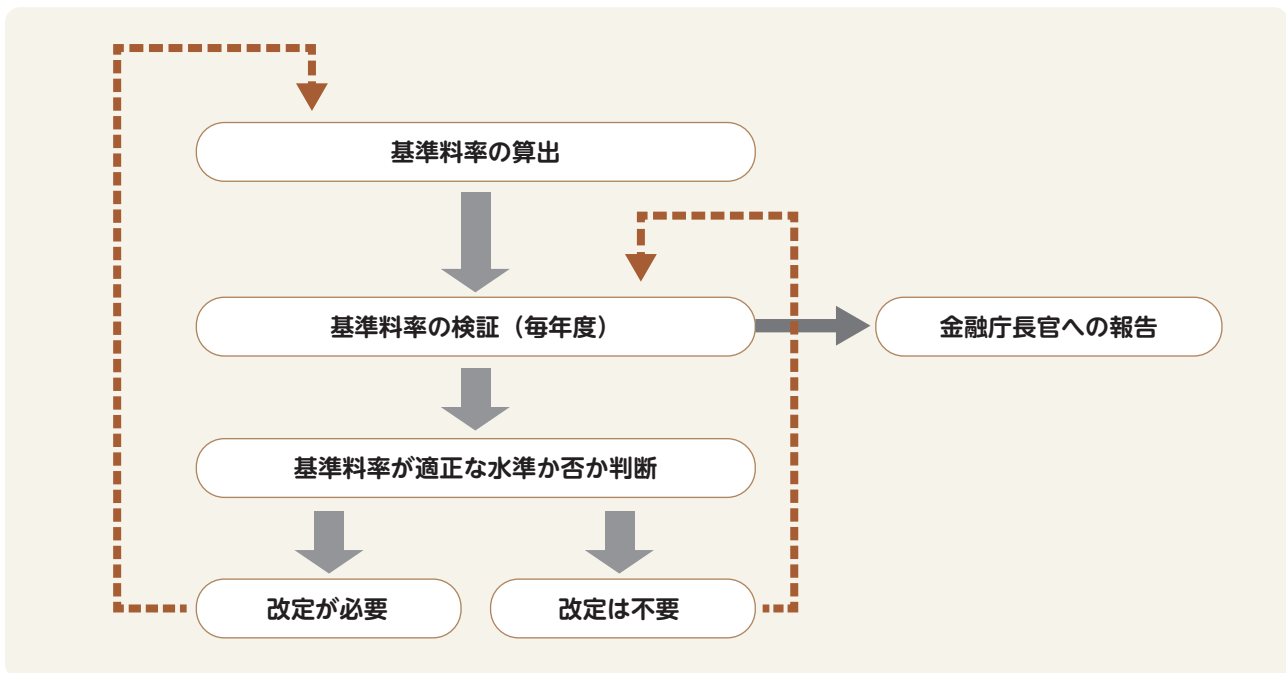 基準料率の算出
基準料率の検証（毎年度）
金融庁長官への報告
基準料率が適正な水準か否か判断
改定が必要
改定は不要